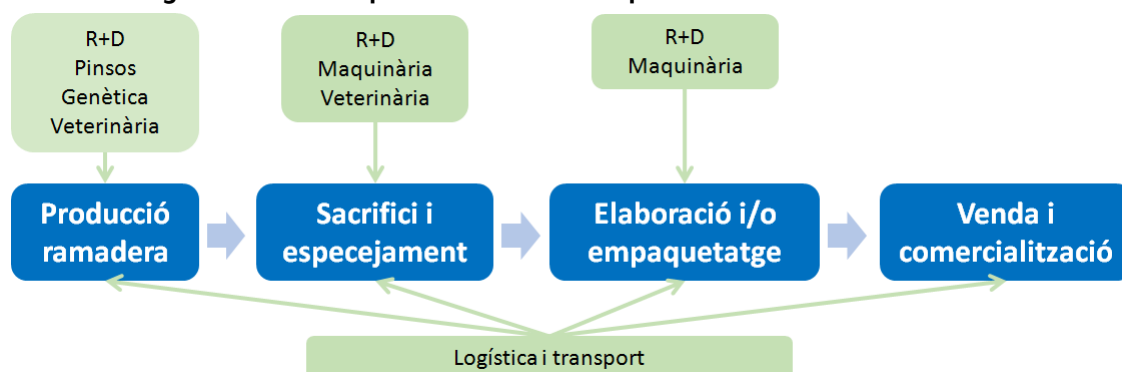 R+D
Pinsos
Genètica
Veterinària
R+D
Maquinària
Veterinària
R+D
Maquinària
Producció
ramadera
Sacrifici i
especejament
Elaboració i/o
empaquetatge
Venda i
comercialització
Logística i transport